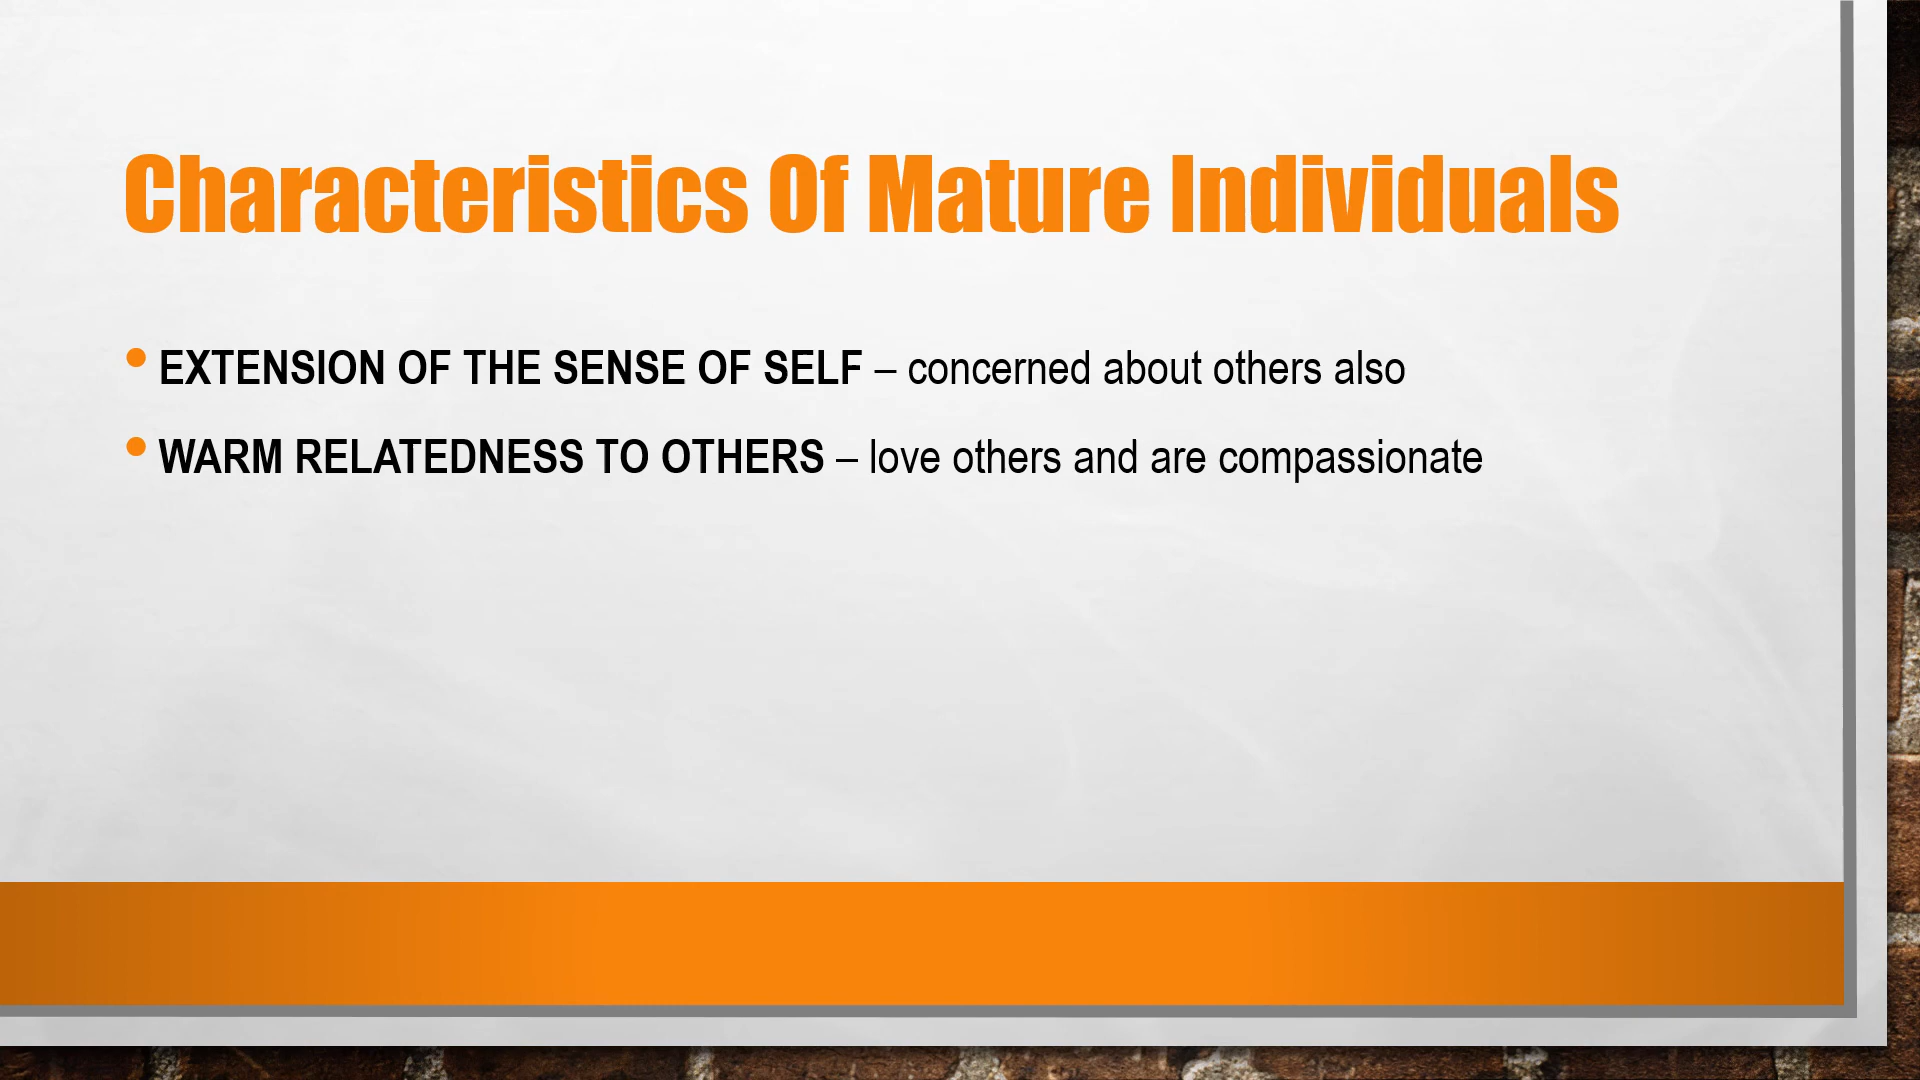 Characteristics Of Mature Individuals
• EXTENSION OF THE SENSE OF SELF – concerned about others also
• WARM RELATEDNESS TO OTHERS – love others and are compassionate